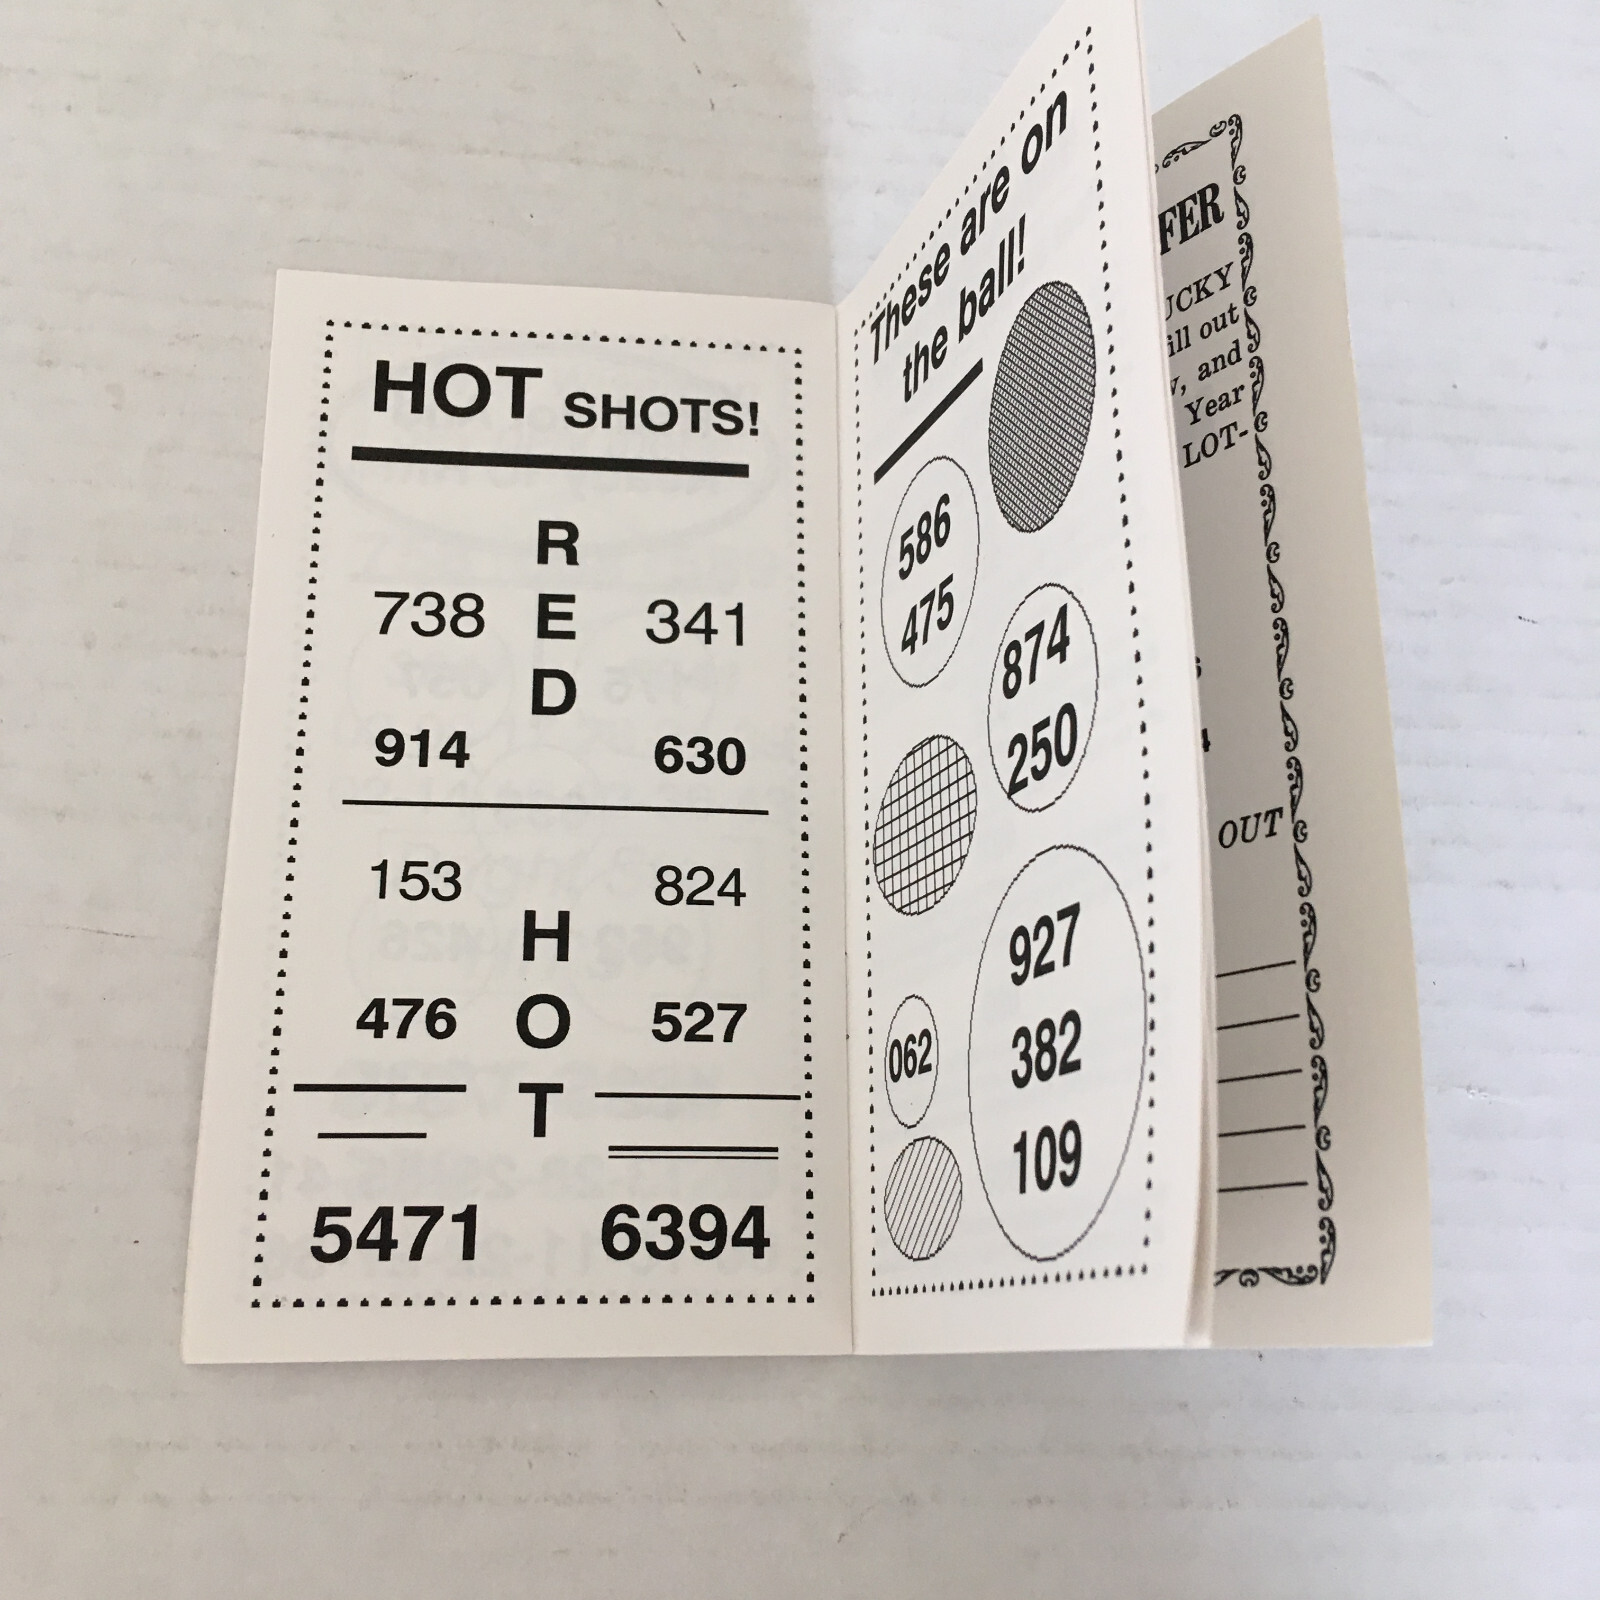 HOT SHOTS!
R
738 E 341
D
914 630
153 824
H
476 O 527
T
5471 6394
These are on
the ball!
586
475
874
250
927
382
062
109
FER
UCKY
ill out
, and
Year
LOT-
OUT